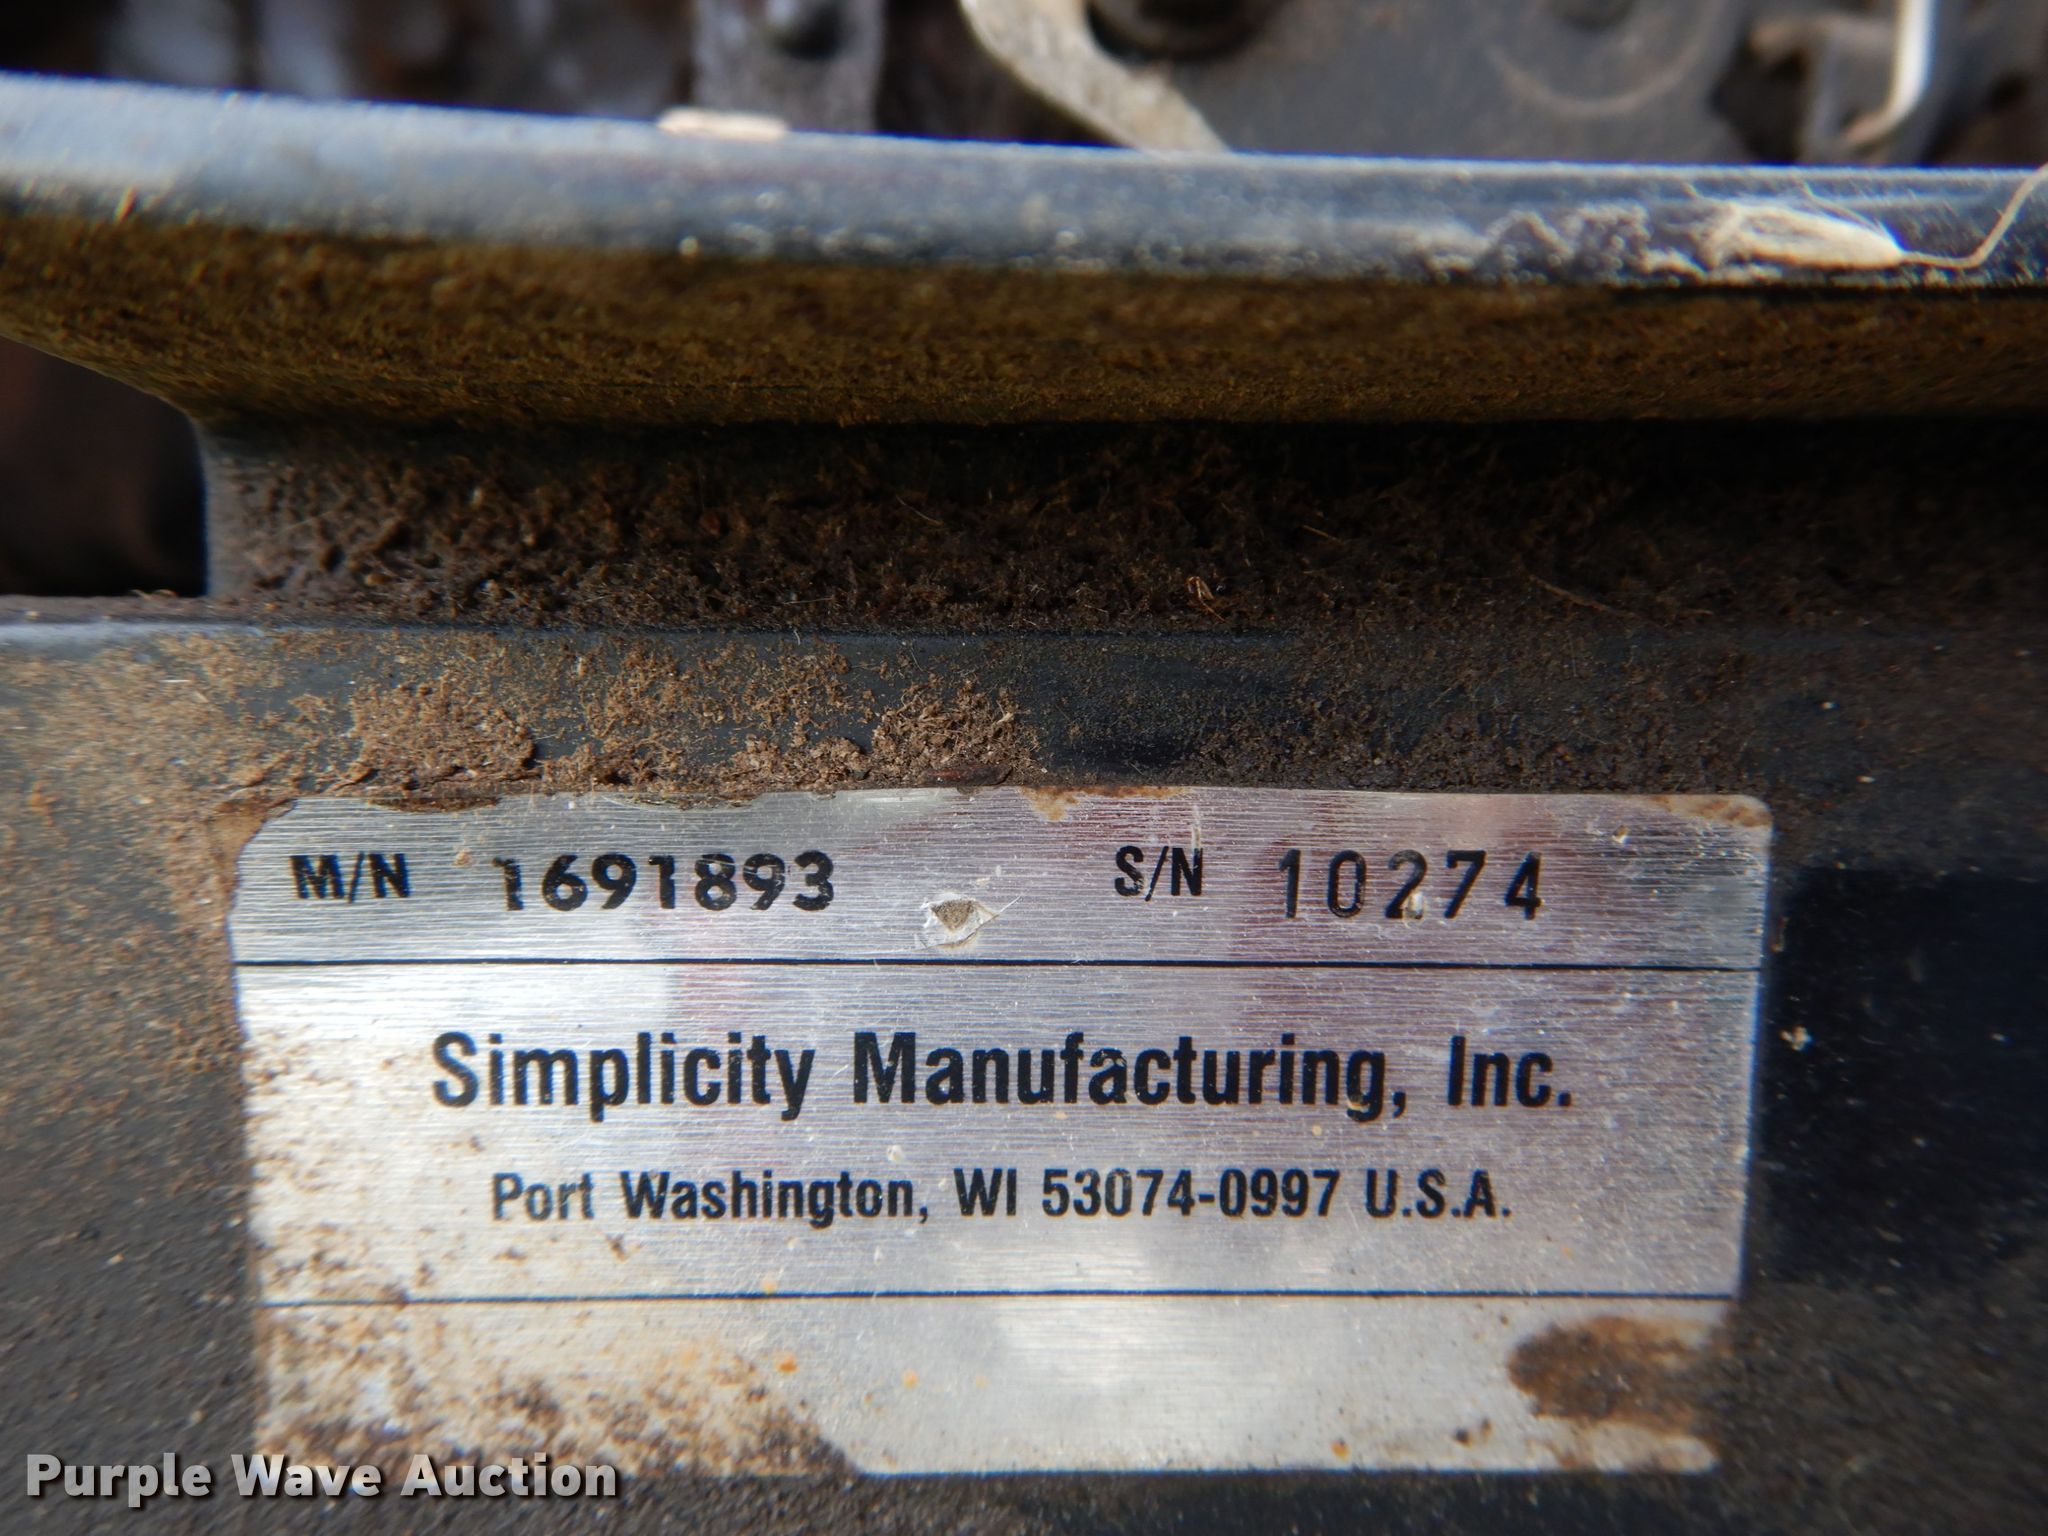 M/N 1691893 S/N 10274
Simplicity Manufacturing, Inc.
Port Washington, WI 53074-0997 U.S.A.
Purple Wave Auction